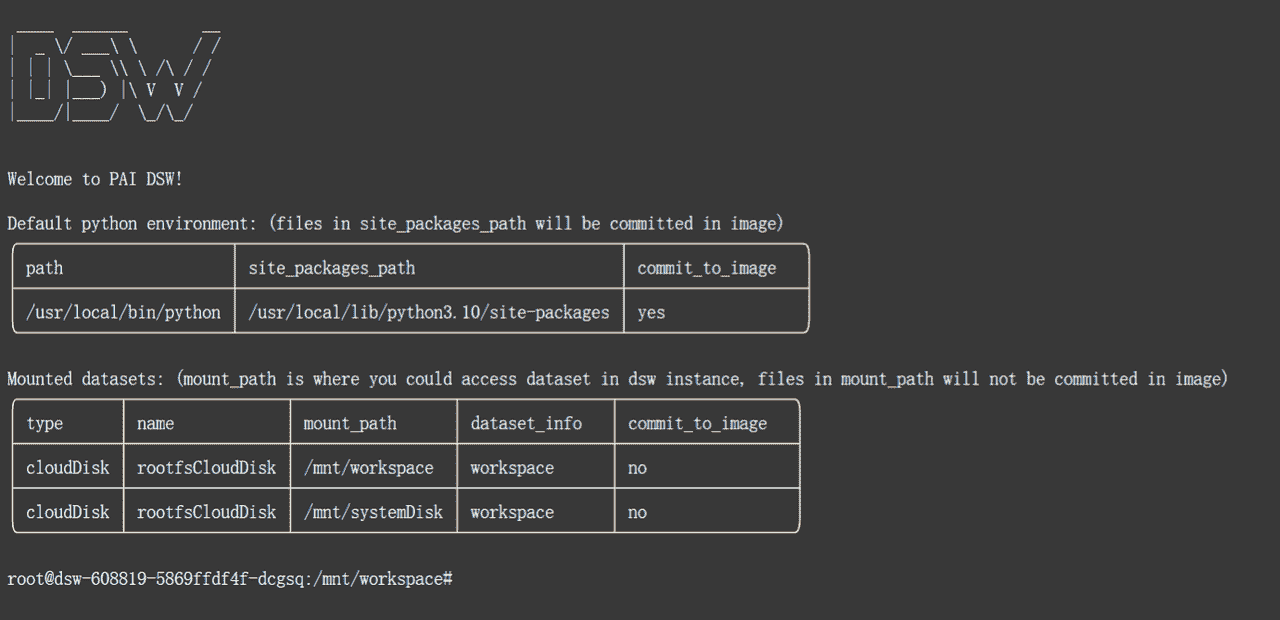 DSW
Welcome to PAI DSW!
Default python environment: (files in site_packages_path will be committed in image)
path site_packages_path commit_to_image
/usr/local/bin/python /usr/local/lib/python3.10/site-packages yes
Mounted datasets: (mount_path is where you could access dataset in dsw instance, files in mount_path will not be committed in image)
type name mount_path dataset_info commit_to_image
cloudDisk rootfsCloudDisk /mnt/workspace workspace no
cloudDisk rootfsCloudDisk /mnt/systemDisk workspace no
root@dsw-608819-5869ffdf4f-dcgsq:/mnt/workspace#